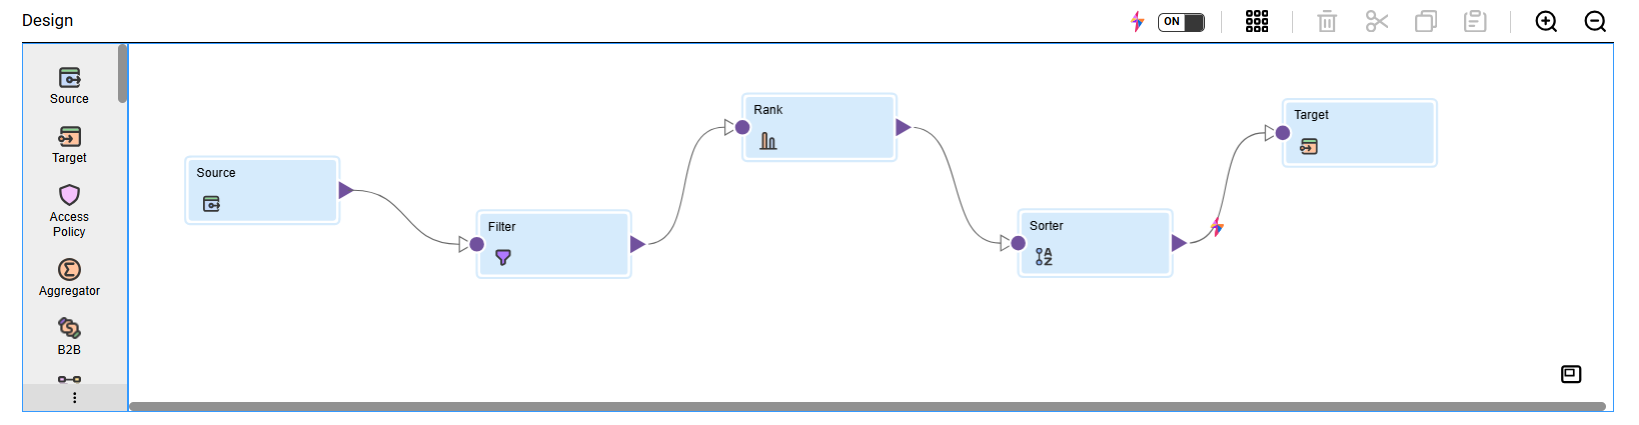 Design
ON
Source
Target
Access
Policy
Aggregator
B2B
Source
Filter
Rank
Sorter
Target